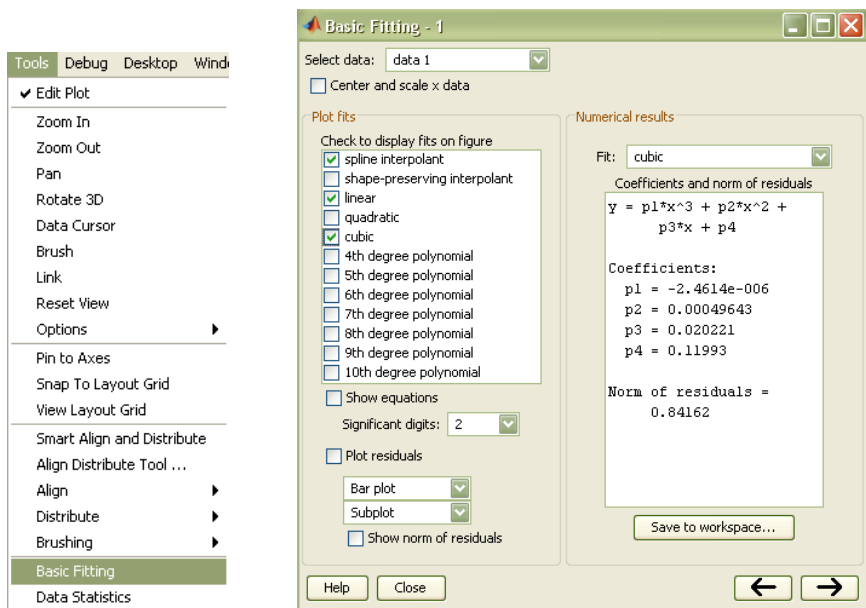 Tools Debug Desktop
Edit Plot
Zoom In
Zoom Out
Pan
Rotate 3D
Data Cursor
Brush
Link
Reset View
Options
Pin to Axes
Snap To Layout Grid
View Layout Grid
Smart Align and Distribute
Align Distribute Tool ...
Align
Distribute
Brushing
Basic Fitting
Data Statistics
Basic Fitting - 1
Select data: data 1
Center and scale x data
Plot fits
Check to display fits on figure
spline interpolant
shape-preserving interpolant
linear
quadratic
cubic
4th degree polynomial
5th degree polynomial
6th degree polynomial
7th degree polynomial
8th degree polynomial
9th degree polynomial
10th degree polynomial
Show equations
Significant digits: 2
Plot residuals
Bar plot
Subplot
Show norm of residuals
Numerical results
Fit: cubic
Coefficients and norm of residuals
y = p1*x^3 + p2*x^2 +
p3*x + p4
Coefficients:
p1 = -2.4614e-006
p2 = 0.00049643
p3 = 0.020221
p4 = 0.11993
Norm of residuals =
0.84162
Save to workspace...
Help Close